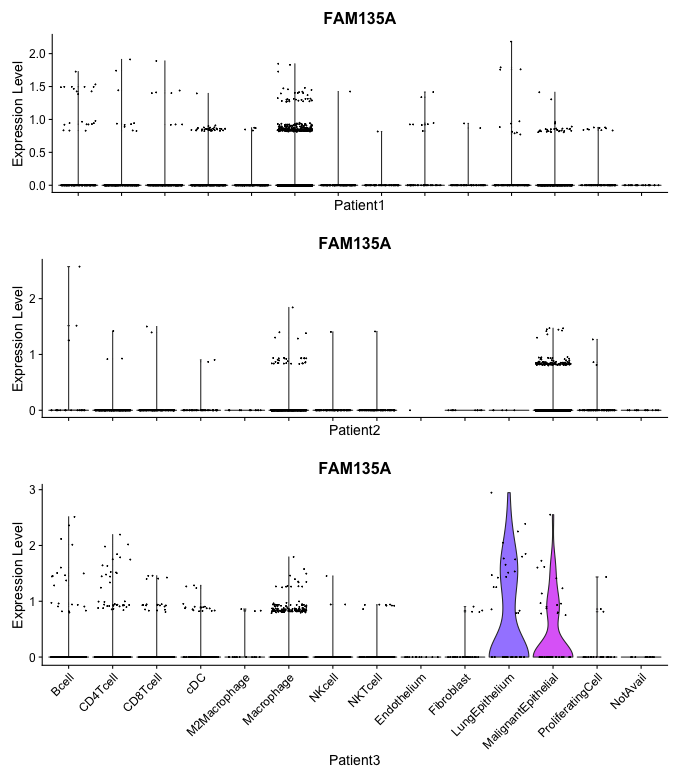 FAM135A
Expression Level
2.0
1.5
1.0
0.5
0.0
Patient1
FAM135A
Expression Level
2
1
0
Patient2
FAM135A
Expression Level
3
2
1
0
Bcell
CD4Tcell
CD8Tcell
cDC
M2Macrophage
Macrophage
NKcell
NKTcell
Endothelium
Fibroblast
LungEpithelium
MalignantEpithelial
ProliferatingCell
NotAvail
Patient3